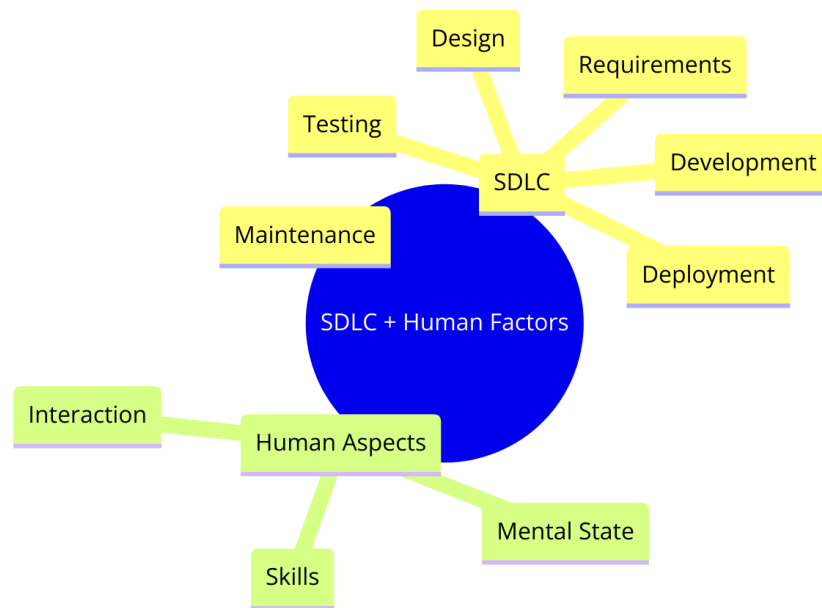 Design
Requirements
Testing
Development
SDLC
Maintenance
Deployment
SDLC + Human Factors
Interaction
Human Aspects
Mental State
Skills